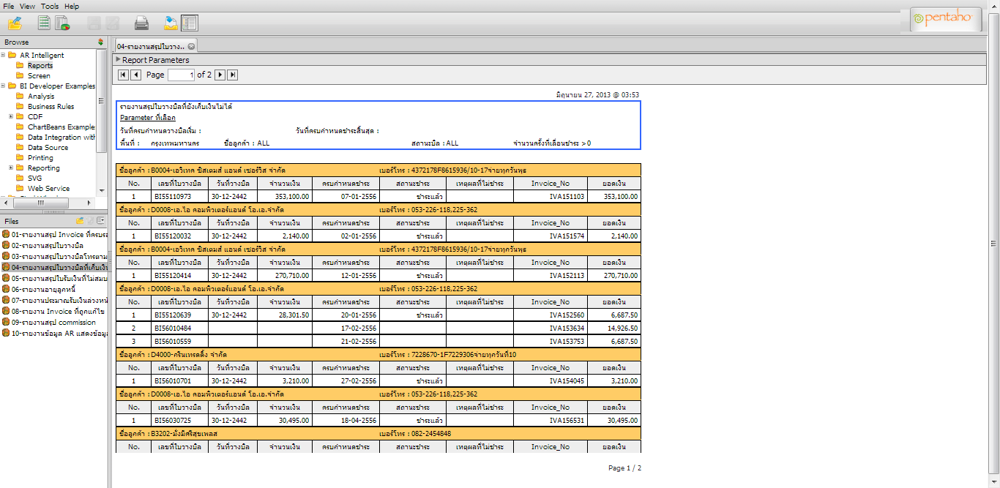 File View Tools Help
pentaho
Browse
AR Intelligent
Reports
Screen
BI Developer Examples
Analysis
Business Rules
CDF
ChartBeans Example
Data Integration with
Data Source
Printing
Reporting
SVG
Web Service
Files
01-รายงานสรุป Invoice ที่ครบร
02-รายงานสรุปใบวางบิล
03-รายงานสรุปใบวางบิลโทรตาม
04-รายงานสรุปใบวางบิลที่เก็บเงิ
05-รายงานสรุปใบรับเงินที่ไม่สมบ
06-รายงานอายุลูกหนี้
07-รายงานประมาณรับเงินล่วงหน้
08-รายงาน Invoice ที่ถูกแก้ไข
09-รายงานสรุป commission
10-รายงานข้อมูล AR แสดงข้อมู
04-รายงานสรุปใบวาง..
Report Parameters
Page 1 of 2
มิถุนายน 27, 2013 @ 03:53
รายงานสรุปใบวางบิลที่ยังเก็บเงินไม่ได้
Parameter ที่เลือก
วันที่ครบกำหนดวางบิลเริ่ม : วันที่ครบกำหนดชำระสิ้นสุด :
พื้นที่ : กรุงเทพมหานคร ชื่อลูกค้า : ALL สถานะบิล : ALL จำนวนครั้งที่เลื่อนชำระ > 0
ชื่อลูกค้า : B0004-เอวิเทค ซิสเตมส์ แอนด์ เซอร์วิส จำกัด เบอร์โทร : 4372178F8615936/10-17จ่ายทุกวันพุธ
No. เลขที่ใบวางบิล วันที่วางบิล จำนวนเงิน ครบกำหนดชำระ สถานะชำระ เหตุผลที่ไม่ชำระ Invoice_No ยอดเงิน
1 BI55110973 30-12-2442 353,100.00 07-01-2556 ชำระแล้ว IVA151103 353,100.00
ชื่อลูกค้า : D0008-เอ.ไอ คอมพิวเตอร์แอนด์ โอ.เอ.จำกัด เบอร์โทร : 053-226-118,225-362
No. เลขที่ใบวางบิล วันที่วางบิล จำนวนเงิน ครบกำหนดชำระ สถานะชำระ เหตุผลที่ไม่ชำระ Invoice_No ยอดเงิน
1 BI55120032 30-12-2442 2,140.00 02-01-2556 ชำระแล้ว IVA151574 2,140.00
ชื่อลูกค้า : B0004-เอวิเทค ซิสเตมส์ แอนด์ เซอร์วิส จำกัด เบอร์โทร : 4372178F8615936/10-17จ่ายทุกวันพุธ
No. เลขที่ใบวางบิล วันที่วางบิล จำนวนเงิน ครบกำหนดชำระ สถานะชำระ เหตุผลที่ไม่ชำระ Invoice_No ยอดเงิน
1 BI55120414 30-12-2442 270,710.00 12-01-2556 ชำระแล้ว IVA152113 270,710.00
ชื่อลูกค้า : D0008-เอ.ไอ คอมพิวเตอร์แอนด์ โอ.เอ.จำกัด เบอร์โทร : 053-226-118,225-362
No. เลขที่ใบวางบิล วันที่วางบิล จำนวนเงิน ครบกำหนดชำระ สถานะชำระ เหตุผลที่ไม่ชำระ Invoice_No ยอดเงิน
1 BI55120639 30-12-2442 28,301.50 20-01-2556 ชำระแล้ว IVA152560 6,687.50
2 BI56010484 17-02-2556 IVA153634 14,926.50
3 BI56010559 21-02-2556 IVA153753 6,687.50
ชื่อลูกค้า : D4000-กรีนเทรดดิ้ง จำกัด เบอร์โทร : 7228670-1F7229306จ่ายทุกวันที่10
No. เลขที่ใบวางบิล วันที่วางบิล จำนวนเงิน ครบกำหนดชำระ สถานะชำระ เหตุผลที่ไม่ชำระ Invoice_No ยอดเงิน
1 BI56010701 30-12-2442 3,210.00 27-02-2556 ชำระแล้ว IVA154045 3,210.00
ชื่อลูกค้า : D0008-เอ.ไอ คอมพิวเตอร์แอนด์ โอ.เอ.จำกัด เบอร์โทร : 053-226-118,225-362
No. เลขที่ใบวางบิล วันที่วางบิล จำนวนเงิน ครบกำหนดชำระ สถานะชำระ เหตุผลที่ไม่ชำระ Invoice_No ยอดเงิน
1 BI56030725 30-12-2442 30,495.00 18-04-2556 ชำระแล้ว IVA156531 30,495.00
ชื่อลูกค้า : B3202-มั่งมีศรีสุขเพลส เบอร์โทร : 082-2454848
No. เลขที่ใบวางบิล วันที่วางบิล จำนวนเงิน ครบกำหนดชำระ สถานะชำระ เหตุผลที่ไม่ชำระ Invoice_No ยอดเงิน
Page 1 / 2